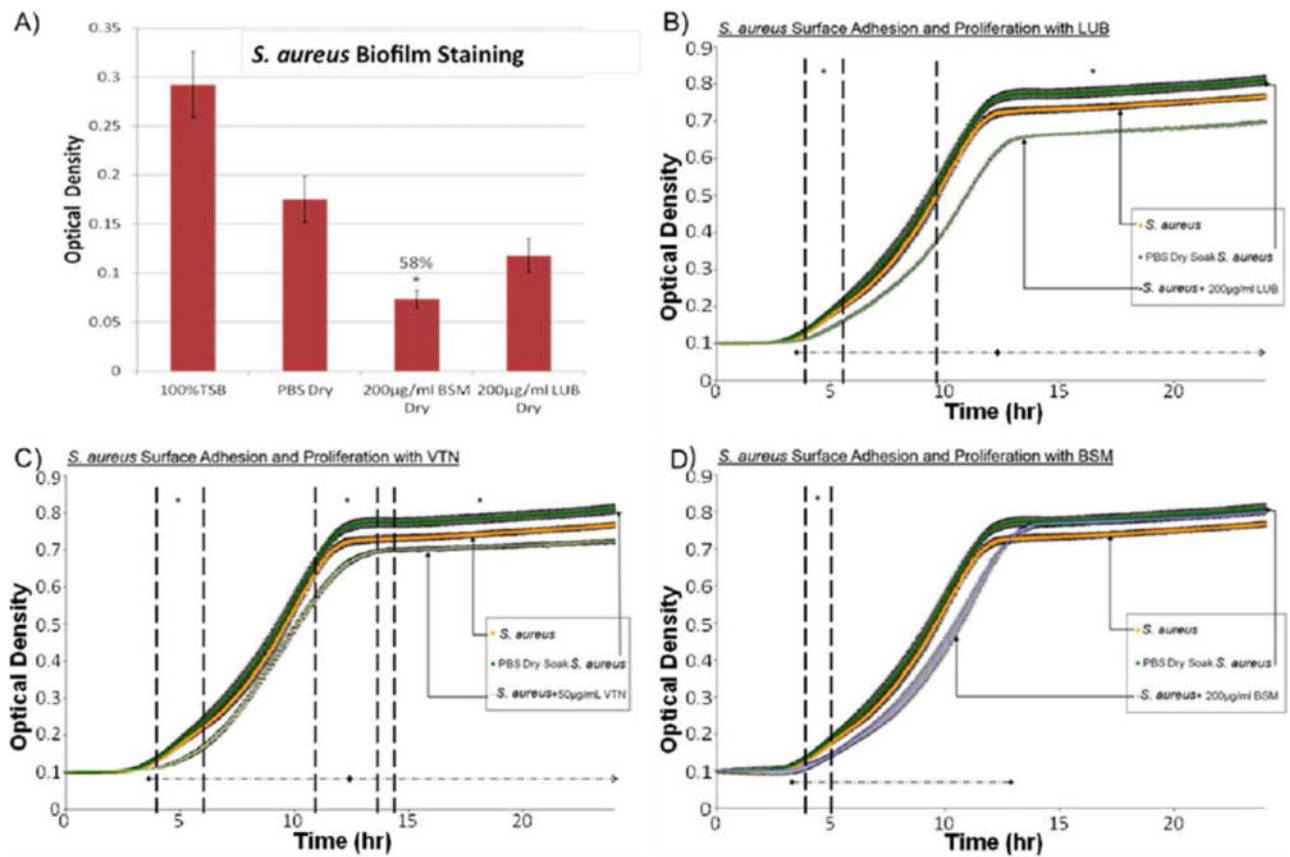 A)
S. aureus Biofilm Staining
Optical Density
0.35
0.3
0.25
0.2
0.15
0.1
0.05
0
58%
*
100%TSB
PBS Dry
200µg/ml BSM Dry
200µg/ml LUB Dry
B)
S. aureus Surface Adhesion and Proliferation with LUB
Optical Density
0.9
0.8
0.7
0.6
0.5
0.4
0.3
0.2
0.1
0
* *
S. aureus
PBS Dry Soak S. aureus
S. aureus+ 200µg/ml LUB
0 5 10 15 20
Time (hr)
C)
S. aureus Surface Adhesion and Proliferation with VTN
Optical Density
0.9
0.8
0.7
0.6
0.5
0.4
0.3
0.2
0.1
0
* * *
S. aureus
PBS Dry Soak S. aureus
S. aureus+50µg/mL VTN
0 5 10 15 20
Time (hr)
D)
S. aureus Surface Adhesion and Proliferation with BSM
Optical Density
0.9
0.8
0.7
0.6
0.5
0.4
0.3
0.2
0.1
0
*
S. aureus
PBS Dry Soak S. aureus
S. aureus+ 200µg/ml BSM
0 5 10 15 20
Time (hr)